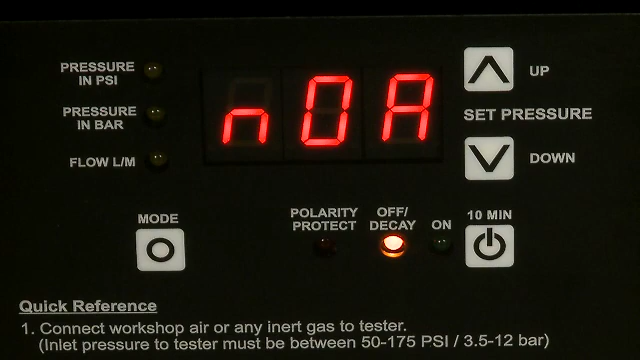 PRESSURE
IN PSI
PRESSURE
IN BAR
FLOW L/M
n0A
UP
SET PRESSURE
DOWN
MODE
POLARITY
PROTECT
OFF/
DECAY
ON
10 MIN
Quick Reference
1. Connect workshop air or any inert gas to tester.
(Inlet pressure to tester must be between 50-175 PSI / 3.5-12 bar)